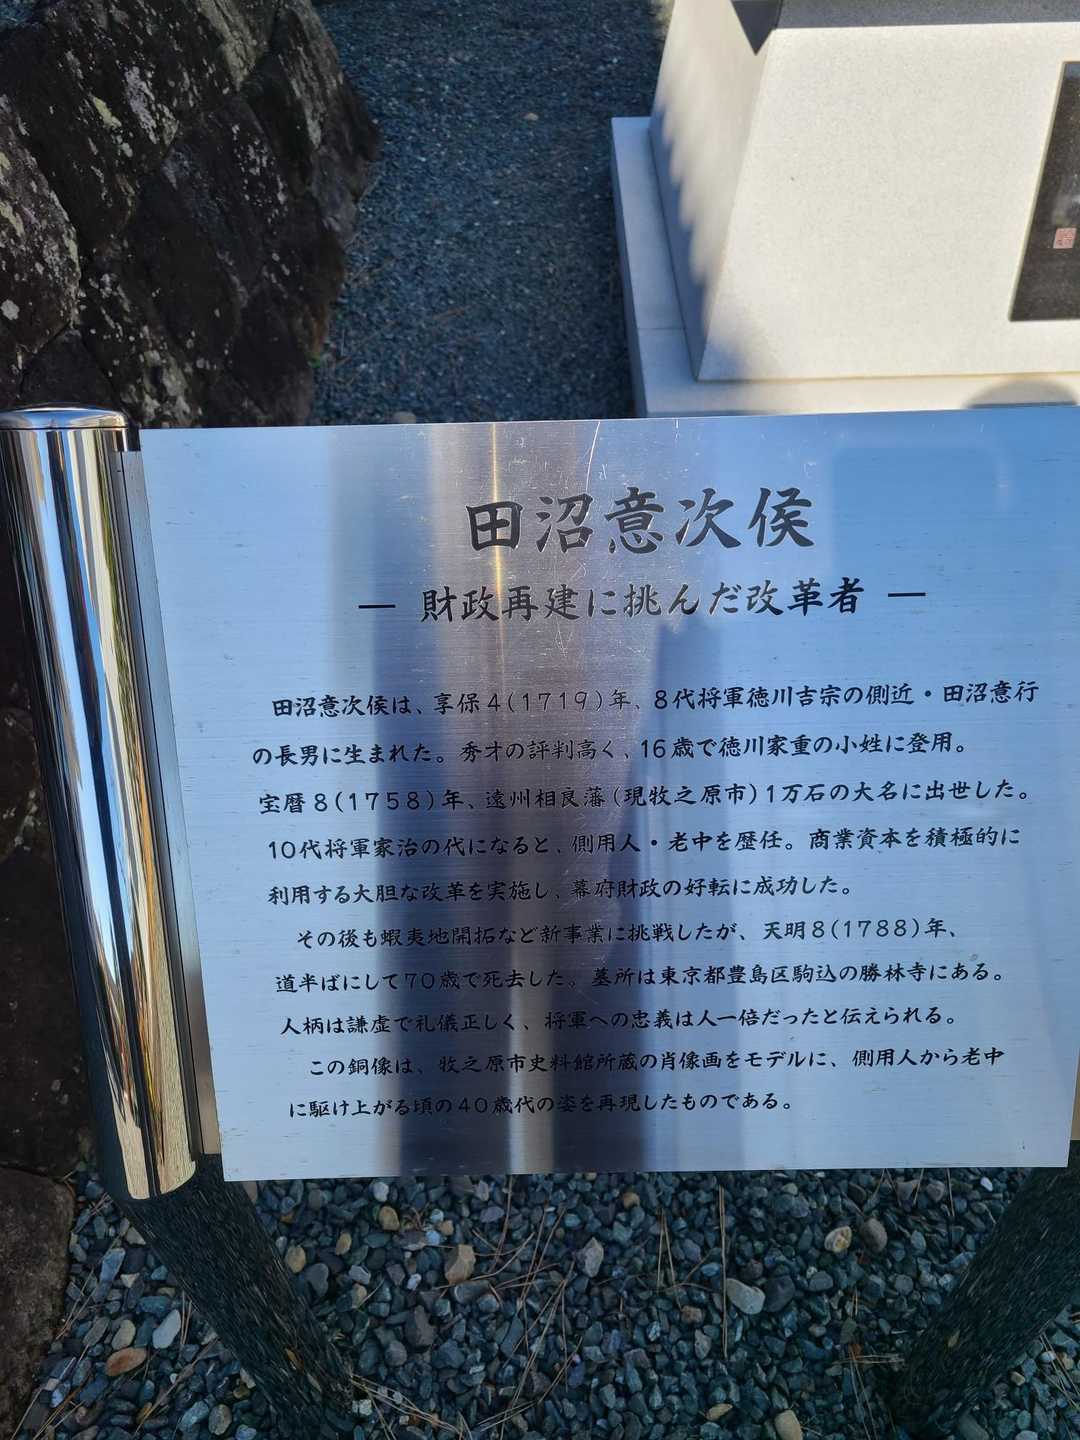 田沼意次侯
― 財政再建に挑んだ改革者 ―
田沼意次侯は、享保4(1719)年、8代将軍徳川吉宗の側近・田沼意行
の長男に生まれた。秀才の評判高く、16歳で徳川家重の小姓に登用。
宝暦8(1758)年、遠州相良藩(現牧之原市)1万石の大名に出世した。
10代将軍家治の代になると、側用人・老中を歴任。商業資本を積極的に
利用する大胆な改革を実施し、幕府財政の好転に成功した。
その後も蝦夷地開拓など新事業に挑戦したが、天明8(1788)年、
道半ばにして70歳で死去した。墓所は東京都豊島区駒込の勝林寺にある。
人柄は謙虚で礼儀正しく、将軍への忠義は人一倍だったと伝えられる。
この銅像は、牧之原市史料館所蔵の肖像画をモデルに、側用人から老中
に駆け上がる頃の40歳代の姿を再現したものである。